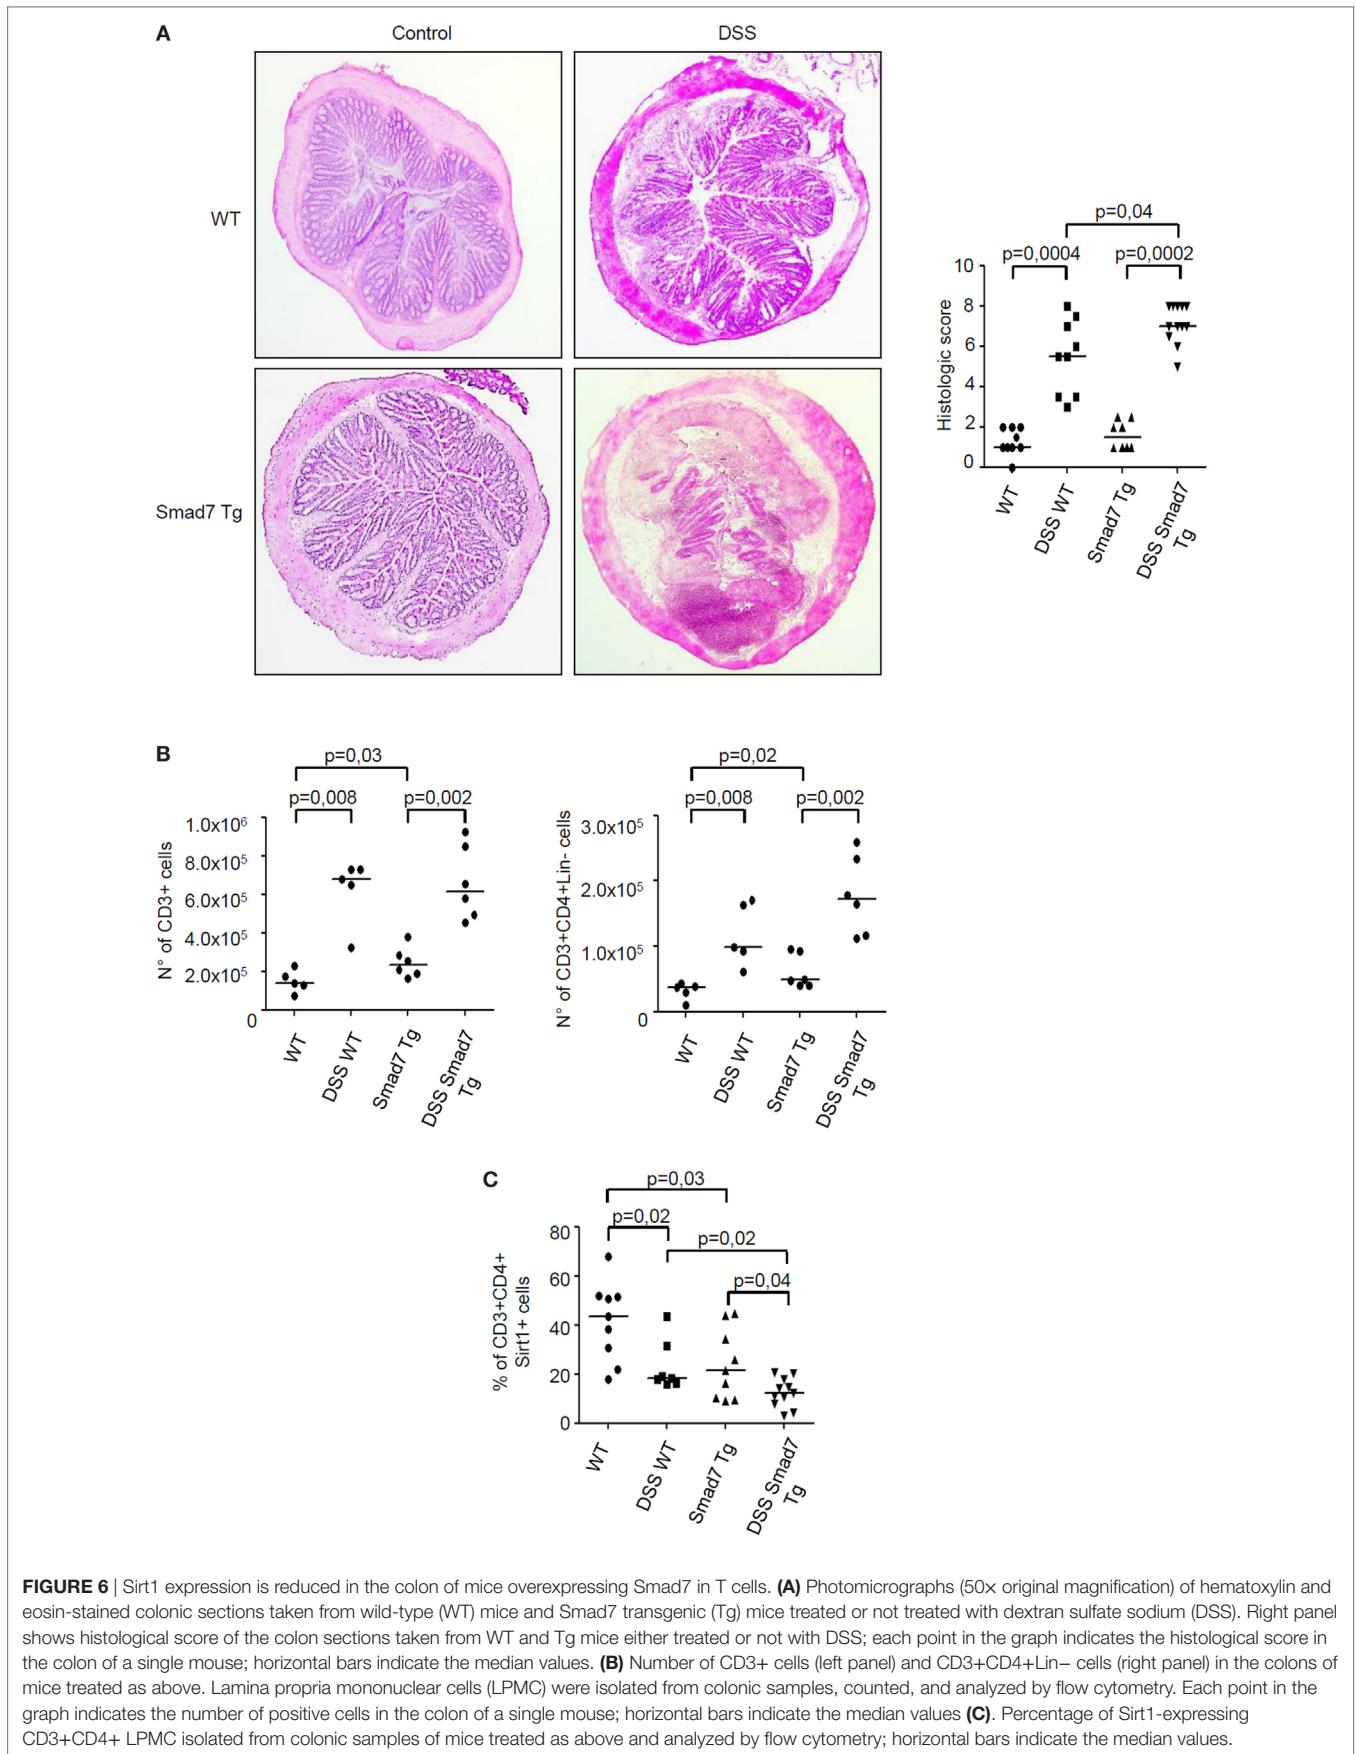 A
Control
DSS
WT
Smad7 Tg
p=0,04
p=0,0004
p=0,0002
Histologic score
10
8
6
4
2
0
WT
DSS WT
Smad7 Tg
DSS Smad7
Tg
B
p=0,03
p=0,008
p=0,002
N° of CD3+ cells
1.0x10⁶
8.0x10⁵
6.0x10⁵
4.0x10⁵
2.0x10⁵
0
WT
DSS WT
Smad7 Tg
DSS Smad7
Tg
p=0,02
p=0,008
p=0,002
N° of CD3+CD4+Lin- cells
3.0x10⁵
2.0x10⁵
1.0x10⁵
0
WT
DSS WT
Smad7 Tg
DSS Smad7
Tg
C
p=0,03
p=0,02
p=0,02
p=0,04
% of CD3+CD4+
Sirt1+ cells
80
60
40
20
0
WT
DSS WT
Smad7 Tg
DSS Smad7
Tg
FIGURE 6 | Sirt1 expression is reduced in the colon of mice overexpressing Smad7 in T cells. (A) Photomicrographs (50× original magnification) of hematoxylin and
eosin-stained colonic sections taken from wild-type (WT) mice and Smad7 transgenic (Tg) mice treated or not treated with dextran sulfate sodium (DSS). Right panel
shows histological score of the colon sections taken from WT and Tg mice either treated or not with DSS; each point in the graph indicates the histological score in
the colon of a single mouse; horizontal bars indicate the median values. (B) Number of CD3+ cells (left panel) and CD3+CD4+Lin− cells (right panel) in the colons of
mice treated as above. Lamina propria mononuclear cells (LPMC) were isolated from colonic samples, counted, and analyzed by flow cytometry. Each point in the
graph indicates the number of positive cells in the colon of a single mouse; horizontal bars indicate the median values (C). Percentage of Sirt1-expressing
CD3+CD4+ LPMC isolated from colonic samples of mice treated as above and analyzed by flow cytometry; horizontal bars indicate the median values.